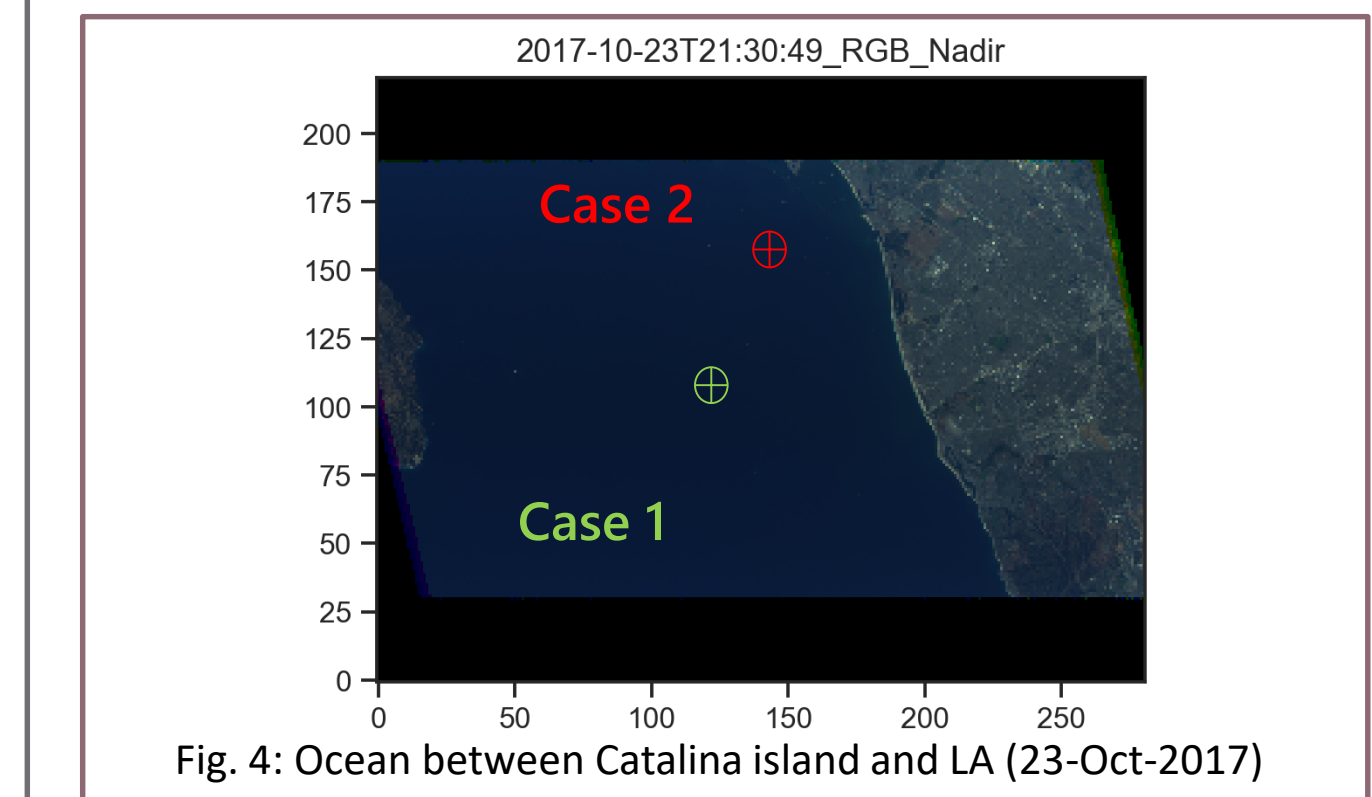 2017-10-23T21:30:49_RGB_Nadir
200
175
150
125
100
75
50
25
0
Case 2
Case 1
0 50 100 150 200 250
Fig. 4: Ocean between Catalina island and LA (23-Oct-2017)